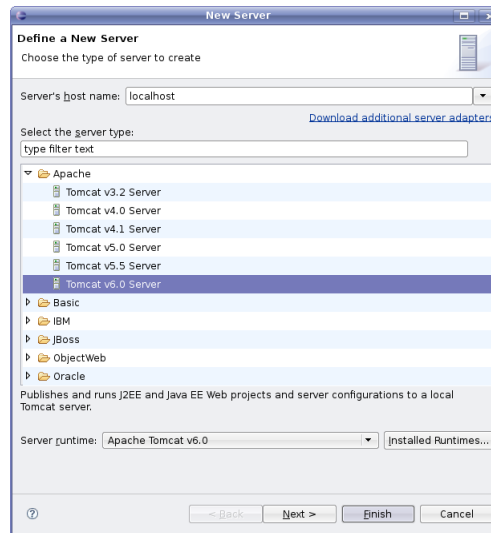 New Server
Define a New Server
Choose the type of server to create
Server's host name: localhost
Download additional server adapters
Select the server type:
type filter text
Apache
Tomcat v3.2 Server
Tomcat v4.0 Server
Tomcat v4.1 Server
Tomcat v5.0 Server
Tomcat v5.5 Server
Tomcat v6.0 Server
Basic
IBM
JBoss
ObjectWeb
Oracle
Publishes and runs J2EE and Java EE Web projects and server configurations to a local
Tomcat server.
Server runtime: Apache Tomcat v6.0 Installed Runtimes...
? < Back Next > Finish Cancel